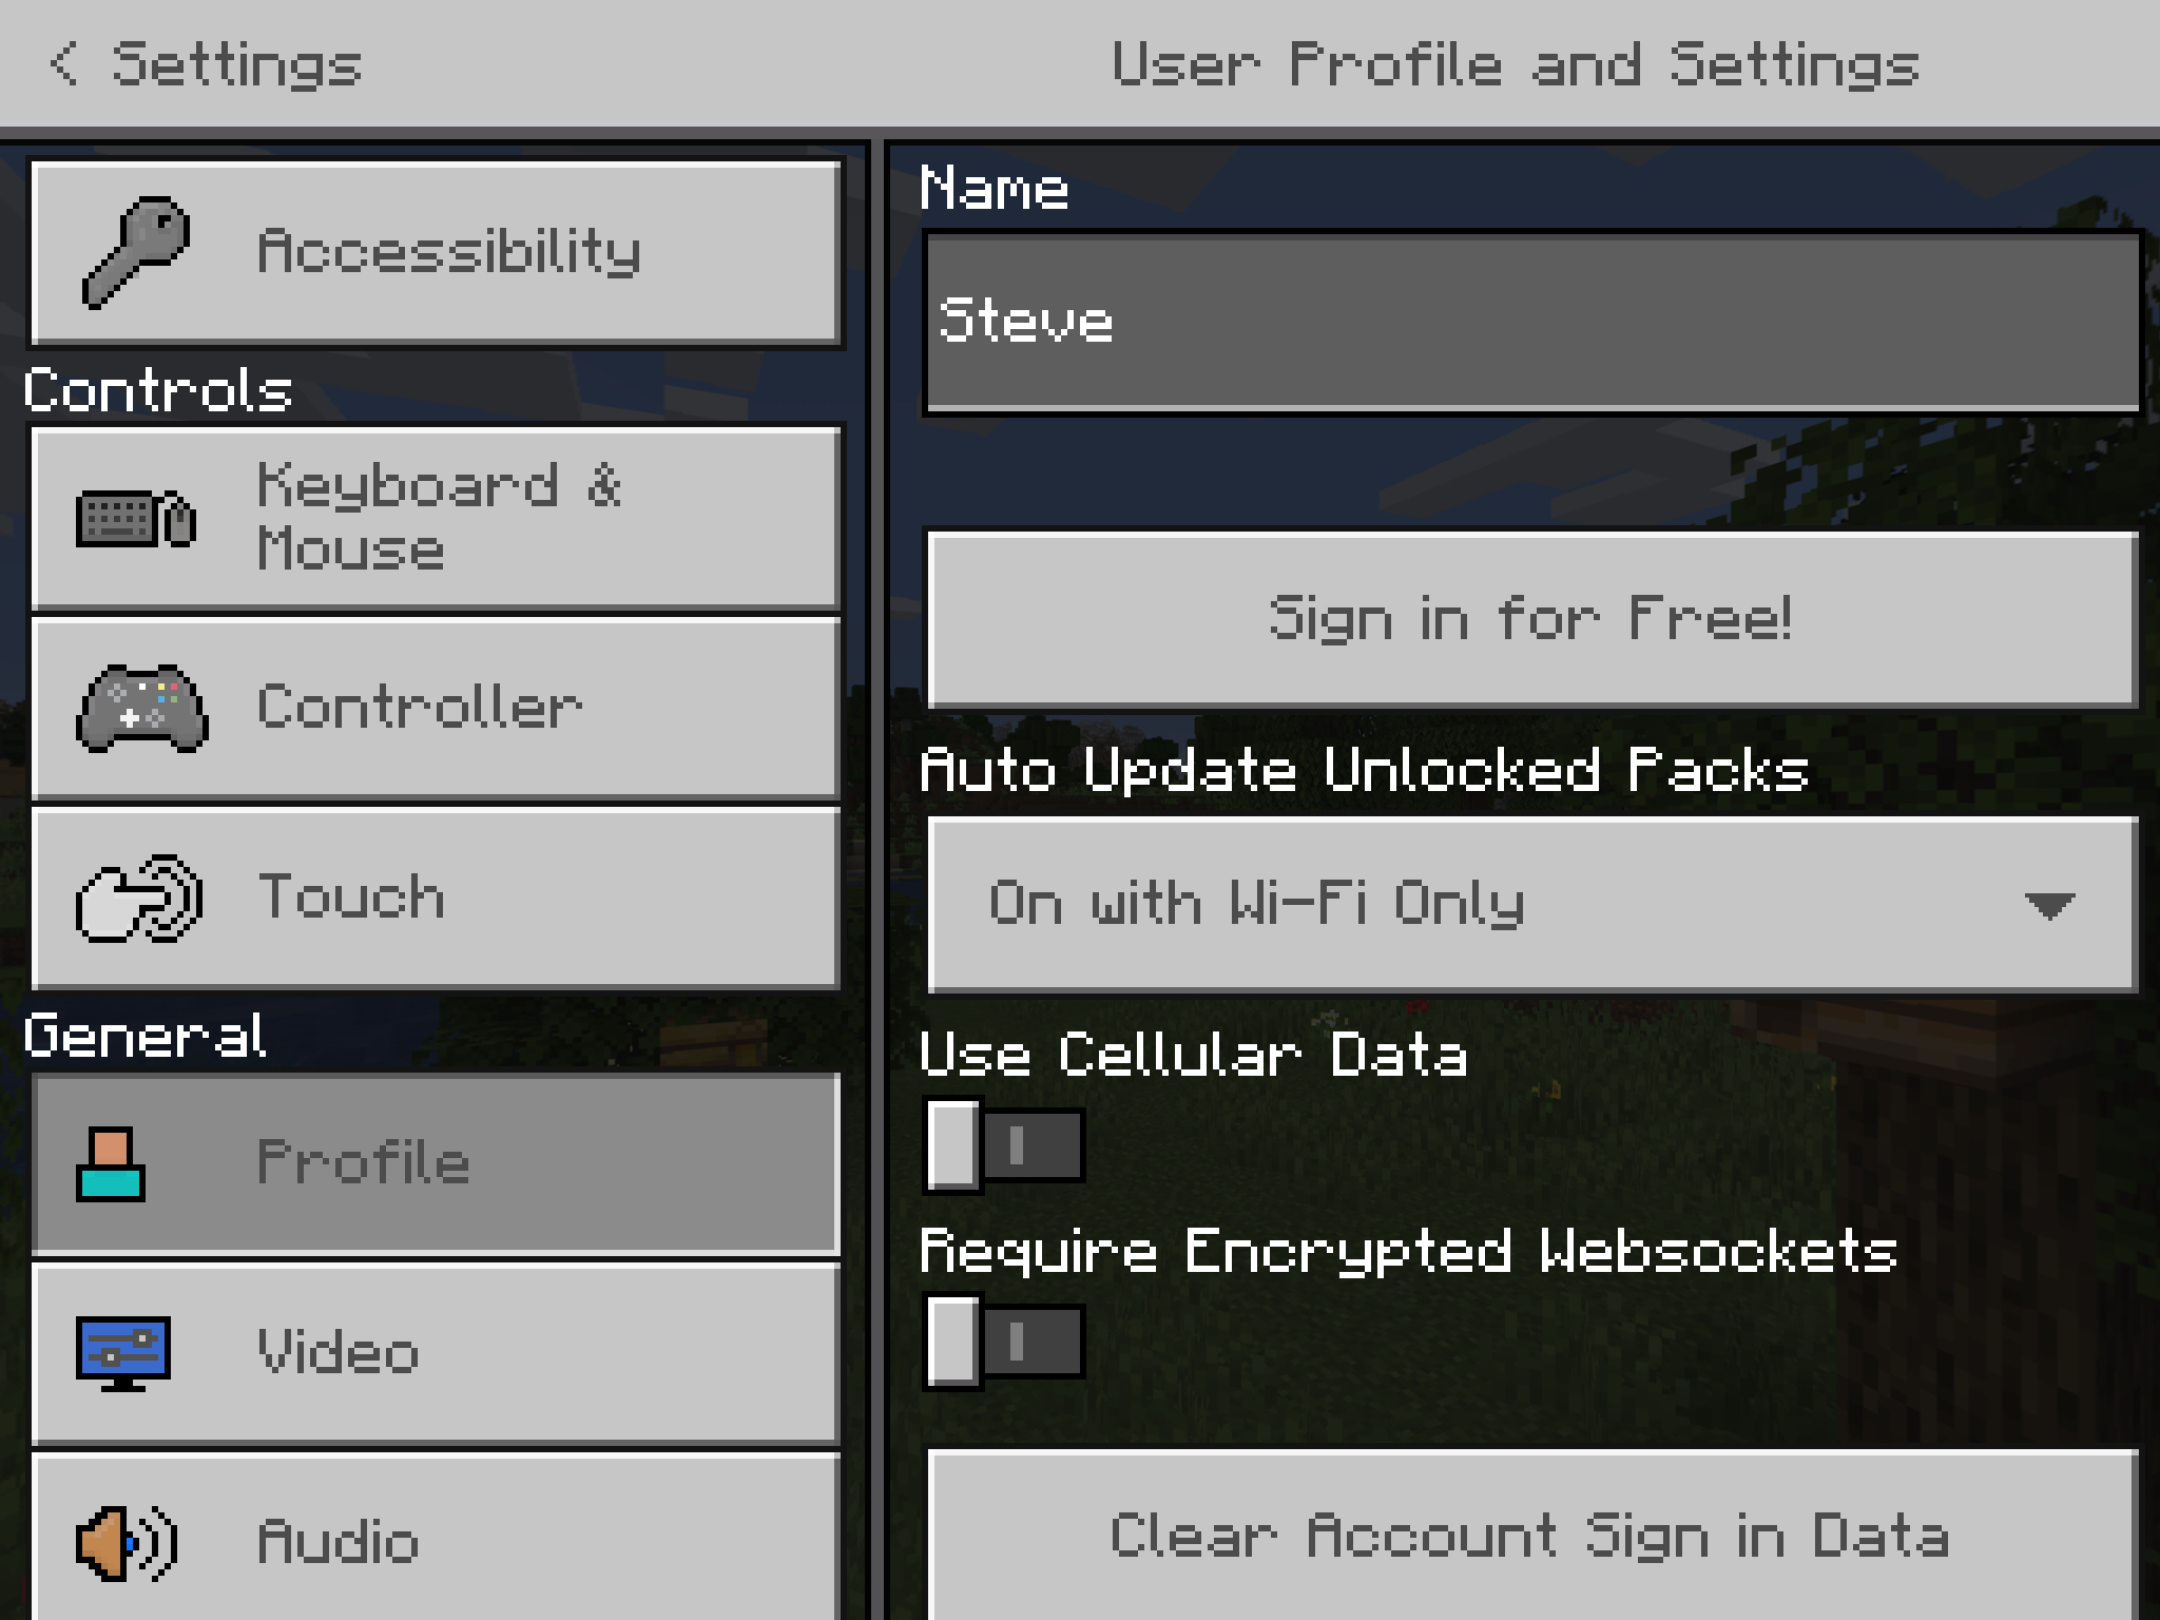 < Settings
User Profile and Settings
Accessibility
Controls
Keyboard &
Mouse
Controller
Touch
General
Profile
Video
Audio
Name
Steve
Sign in for Free!
Auto Update Unlocked Packs
On with Wi-Fi Only
Use Cellular Data
Require Encrypted Websockets
Clear Account Sign in Data